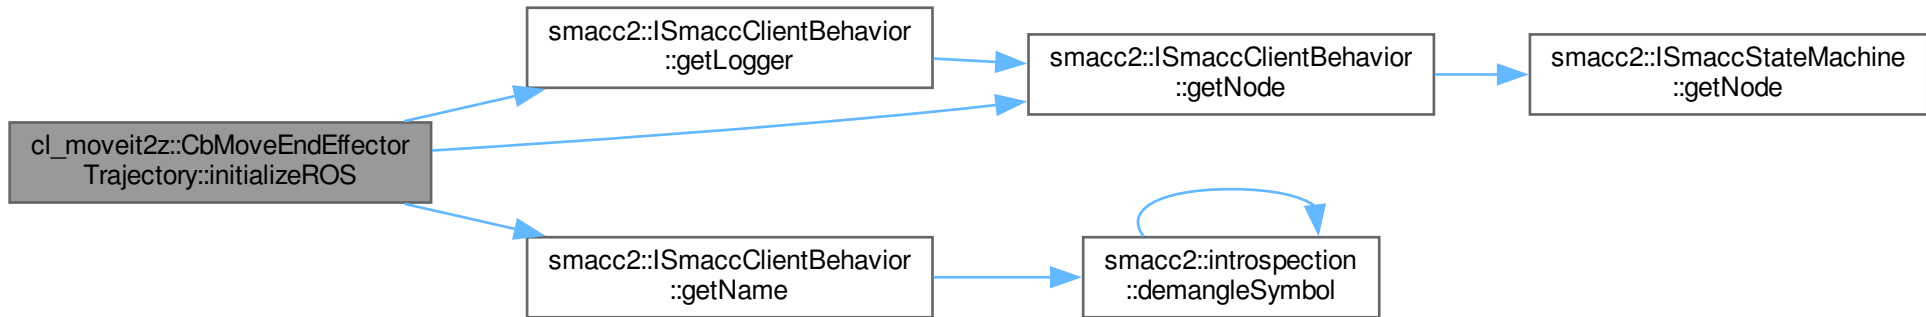 cl_moveit2z::CbMoveEndEffector
Trajectory::initializeROS
smacc2::ISmaccClientBehavior
::getLogger
smacc2::ISmaccClientBehavior
::getNode
smacc2::ISmaccStateMachine
::getNode
smacc2::ISmaccClientBehavior
::getName
smacc2::introspection
::demangleSymbol